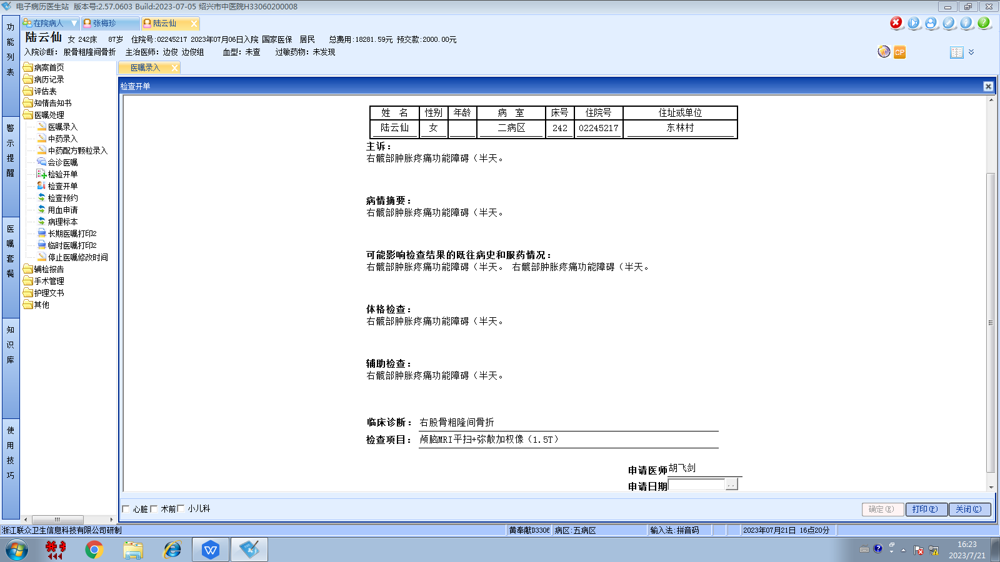 电子病历医生站 版本号:2.57.0603 Build:2023-07-05 绍兴市中医院H33060200008
在院病人 张梅珍 陆云仙
陆云仙 女 242床 87岁 住院号:02245217 2023年07月06日入院 国家医保 居民 总费用:18281.59元 预交款:2000.00元
入院诊断: 股骨粗隆间骨折 主治医师: 边俊 边俊组 血型: 未查 过敏药物: 未发现
CP
功能列表
警示提醒
医嘱套餐
知识库
使用技巧
病案首页
病历记录
评估表
知情告知书
医嘱处理
医嘱录入
中药录入
中药配方颗粒录入
会诊医嘱
检验开单
检查开单
检查预约
用血申请
病理标本
长期医嘱打印2
临时医嘱打印2
停止医嘱修改时间
辅检报告
手术管理
护理文书
其他
医嘱录入
检查开单
姓 名 性别 年龄 病 室 床号 住院号 住址或单位
陆云仙 女 二病区 242 02245217 东林村
主诉:
右髋部肿胀疼痛功能障碍（半天。
病情摘要:
右髋部肿胀疼痛功能障碍（半天。
可能影响检查结果的既往病史和服药情况:
右髋部肿胀疼痛功能障碍（半天。 右髋部肿胀疼痛功能障碍（半天。
体格检查:
右髋部肿胀疼痛功能障碍（半天。
辅助检查:
右髋部肿胀疼痛功能障碍（半天。
临床诊断: 右股骨粗隆间骨折
检查项目: 颅脑MRI平扫+弥散加权像（1.5T）
申请医师 胡飞剑
申请日期 ..
心脏 术前 小儿科
确定(E) 打印(P) 关闭(C)
浙江联众卫生信息科技有限公司研制 黄奉献D3306 病区:五病区 输入法:拼音码 2023年07月21日 16点20分
16:23
2023/7/21